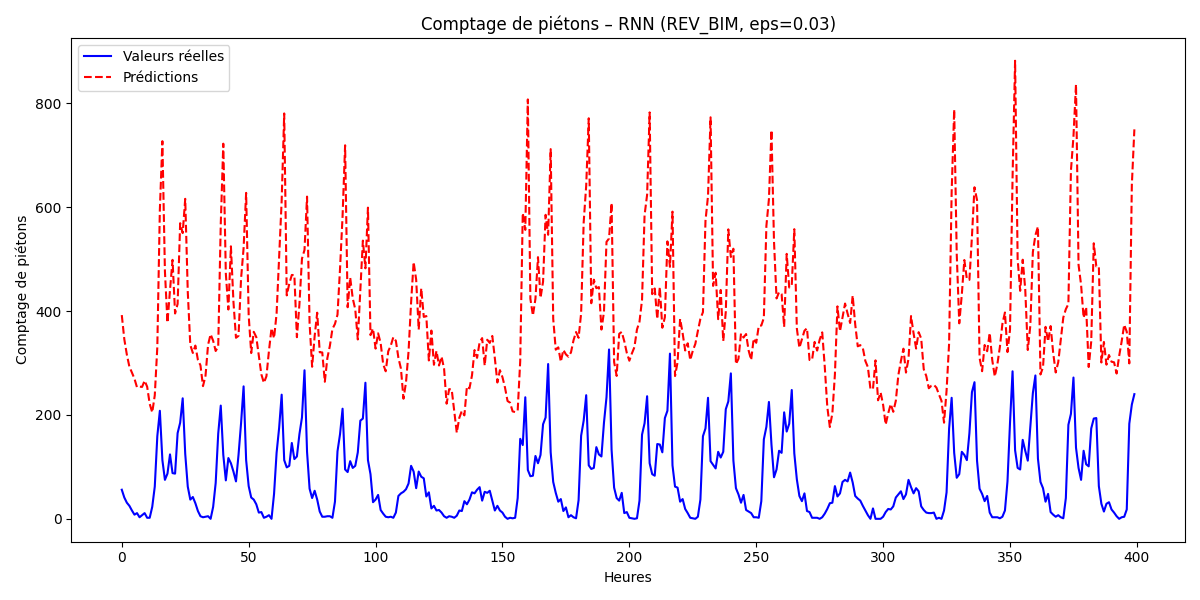 Comptage de piétons – RNN (REV_BIM, eps=0.03)
Valeurs réelles
Prédictions
Comptage de piétons
800
600
400
200
0
0 50 100 150 200 250 300 350 400
Heures